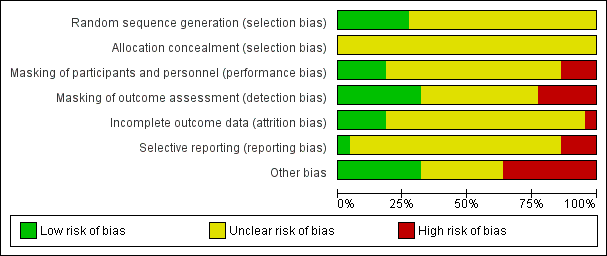 Random sequence generation (selection bias)
Allocation concealment (selection bias)
Masking of participants and personnel (performance bias)
Masking of outcome assessment (detection bias)
Incomplete outcome data (attrition bias)
Selective reporting (reporting bias)
Other bias
0% 25% 50% 75% 100%
Low risk of bias Unclear risk of bias High risk of bias